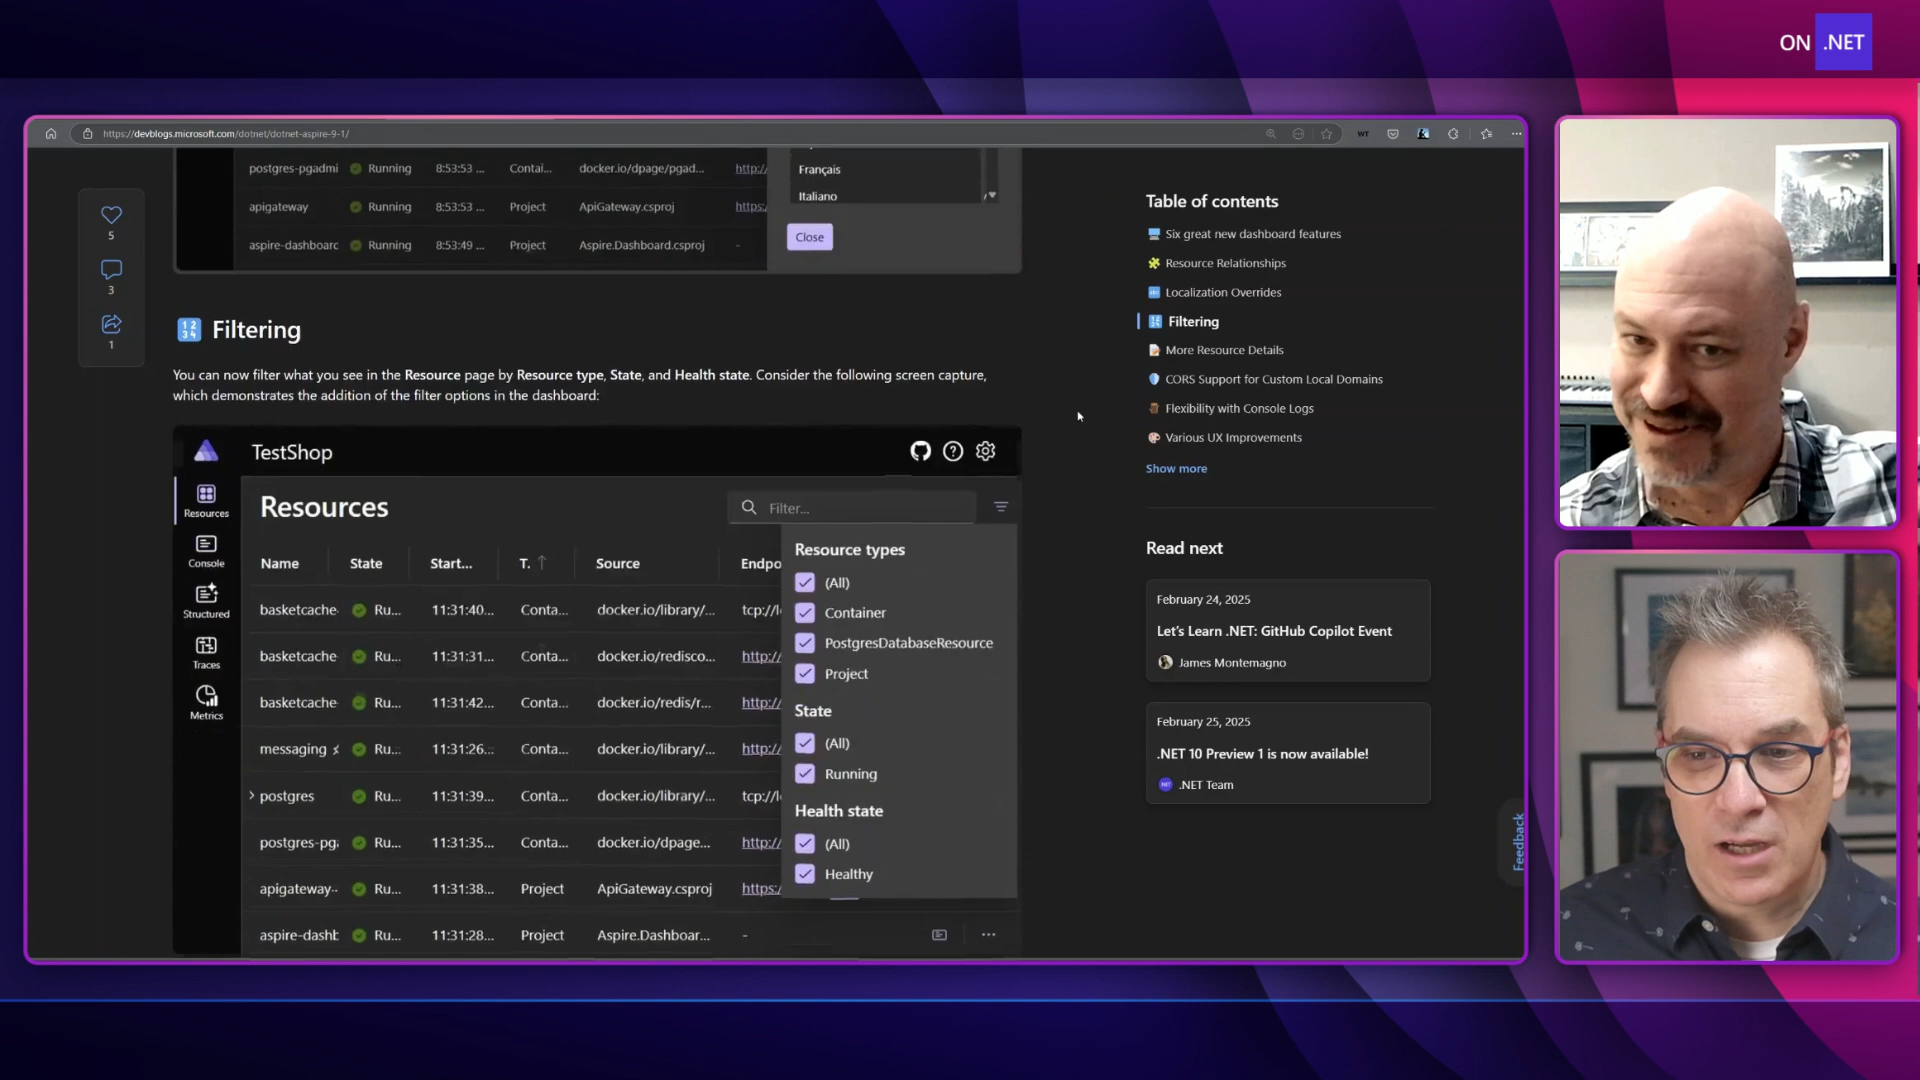 ON .NET
https://devblogs.microsoft.com/dotnet/dotnet-aspire-9-1/
WT
postgres-pgadmi Running 8:53:53 ... Contai... docker.io/dpage/pgad... http:/
apigateway Running 8:53:53 ... Project ApiGateway.csproj https:/
aspire-dashboarc Running 8:53:49 ... Project Aspire.Dashboard.csproj -
Français
Italiano
Close
5
3
1
Filtering
You can now filter what you see in the Resource page by Resource type, State, and Health state. Consider the following screen capture,
which demonstrates the addition of the filter options in the dashboard:
TestShop
Resources
Console
Structured
Traces
Metrics
Resources
Filter...
Name State Start... T. Source Endpo
basketcache Ru... 11:31:40... Conta... docker.io/library/... tcp://l
basketcache Ru... 11:31:31... Conta... docker.io/redisco... http:/
basketcache Ru... 11:31:42... Conta... docker.io/redis/r... http:/
messaging Ru... 11:31:26... Conta... docker.io/library/... http:/
postgres Ru... 11:31:39... Conta... docker.io/library/... tcp://l
postgres-pg Ru... 11:31:35... Conta... docker.io/dpage... http:/
apigateway Ru... 11:31:38... Project ApiGateway.csproj https:/
aspire-dashb Ru... 11:31:28... Project Aspire.Dashboar... -
Resource types
(All)
Container
PostgresDatabaseResource
Project
State
(All)
Running
Health state
(All)
Healthy
Table of contents
Six great new dashboard features
Resource Relationships
Localization Overrides
Filtering
More Resource Details
CORS Support for Custom Local Domains
Flexibility with Console Logs
Various UX Improvements
Show more
Read next
February 24, 2025
Let's Learn .NET: GitHub Copilot Event
James Montemagno
February 25, 2025
.NET 10 Preview 1 is now available!
.NET Team
Feedback